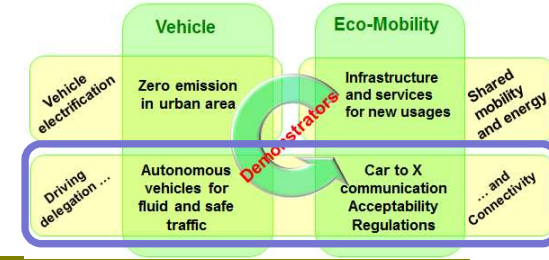 Vehicle
Eco-Mobility
Vehicle
electrification
Zero emission
in urban area
Infrastructure
and services
for new usages
Shared
mobility
and energy
Demonstrators
Driving
delegation ...
Autonomous
vehicles for
fluid and safe
traffic
Car to X
communication
Acceptability
Regulations
... and
Connectivity